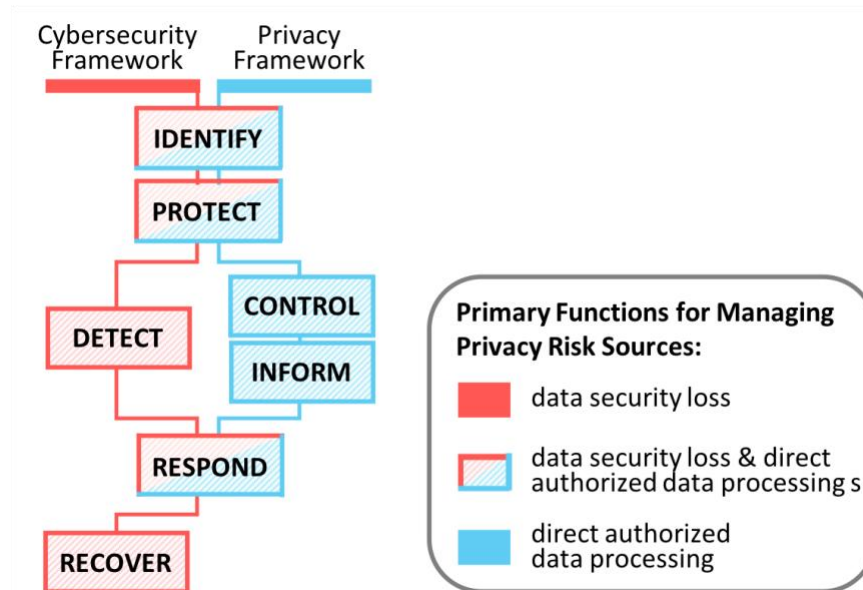 Cybersecurity
Framework
Privacy
Framework
IDENTIFY
PROTECT
CONTROL
DETECT
INFORM
RESPOND
RECOVER
Primary Functions for Managing
Privacy Risk Sources:
data security loss
data security loss & direct
authorized data processing s
direct authorized
data processing